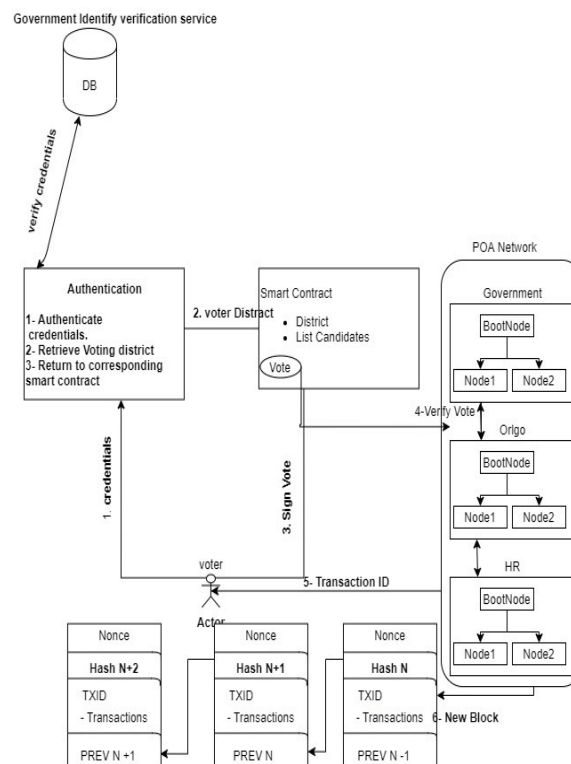 Government Identify verification service
DB
verify credentials
POA Network
Authentication
1- Authenticate
credentials.
2- Retrieve Voting district
3- Return to corresponding
smart contract
2. voter Distract
Smart Contract
District
List Candidates
Vote
Government
BootNode
Node1
Node2
4-Verify Vote
Origo
BootNode
Node1
Node2
1. credentials
3. Sign Vote
voter
5- Transaction ID
Actor
HR
BootNode
Node1
Node2
Nonce
Hash N+2
TXID
- Transactions
PREV N +1
Nonce
Hash N+1
TXID
- Transactions
PREV N
Nonce
Hash N
TXID
- Transactions
PREV N -1
6- New Block